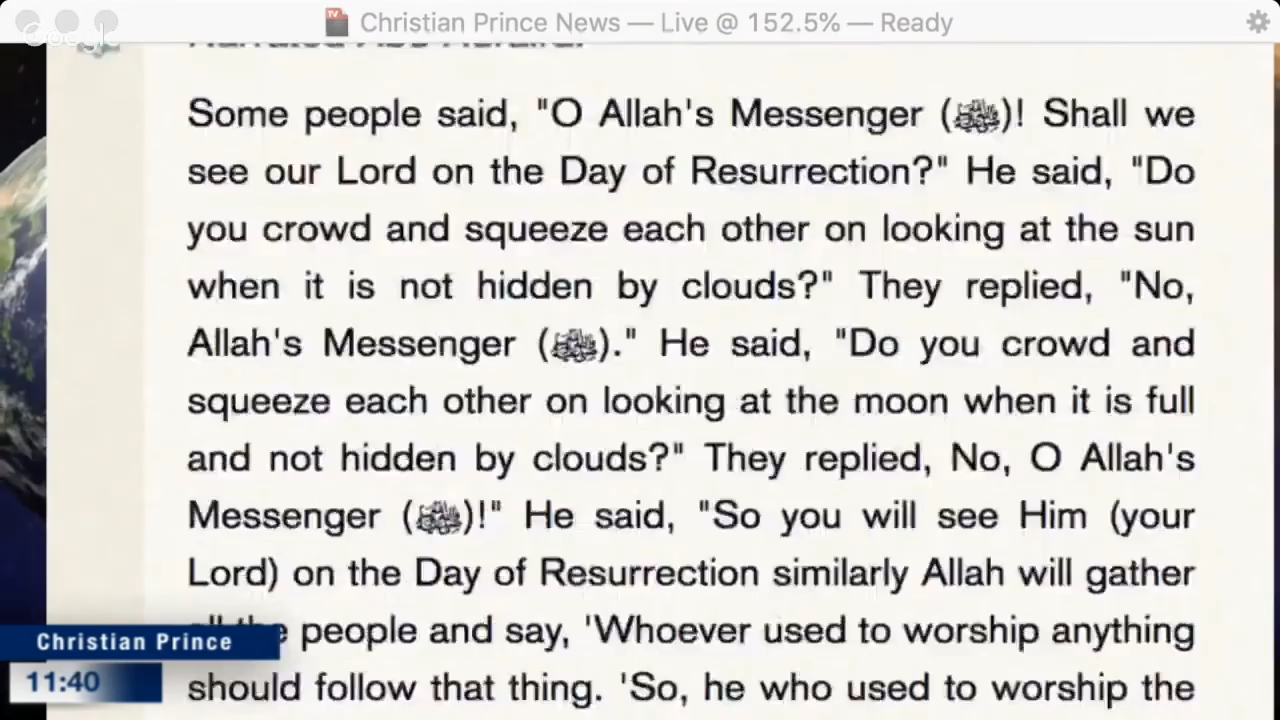 Christian Prince News — Live @ 152.5% — Ready
Google
Some people said, "O Allah's Messenger (ﷺ)! Shall we
see our Lord on the Day of Resurrection?" He said, "Do
you crowd and squeeze each other on looking at the sun
when it is not hidden by clouds?" They replied, "No,
Allah's Messenger (ﷺ)." He said, "Do you crowd and
squeeze each other on looking at the moon when it is full
and not hidden by clouds?" They replied, No, O Allah's
Messenger (ﷺ)!" He said, "So you will see Him (your
Lord) on the Day of Resurrection similarly Allah will gather
all the people and say, 'Whoever used to worship anything
should follow that thing. 'So, he who used to worship the
Christian Prince
11:40